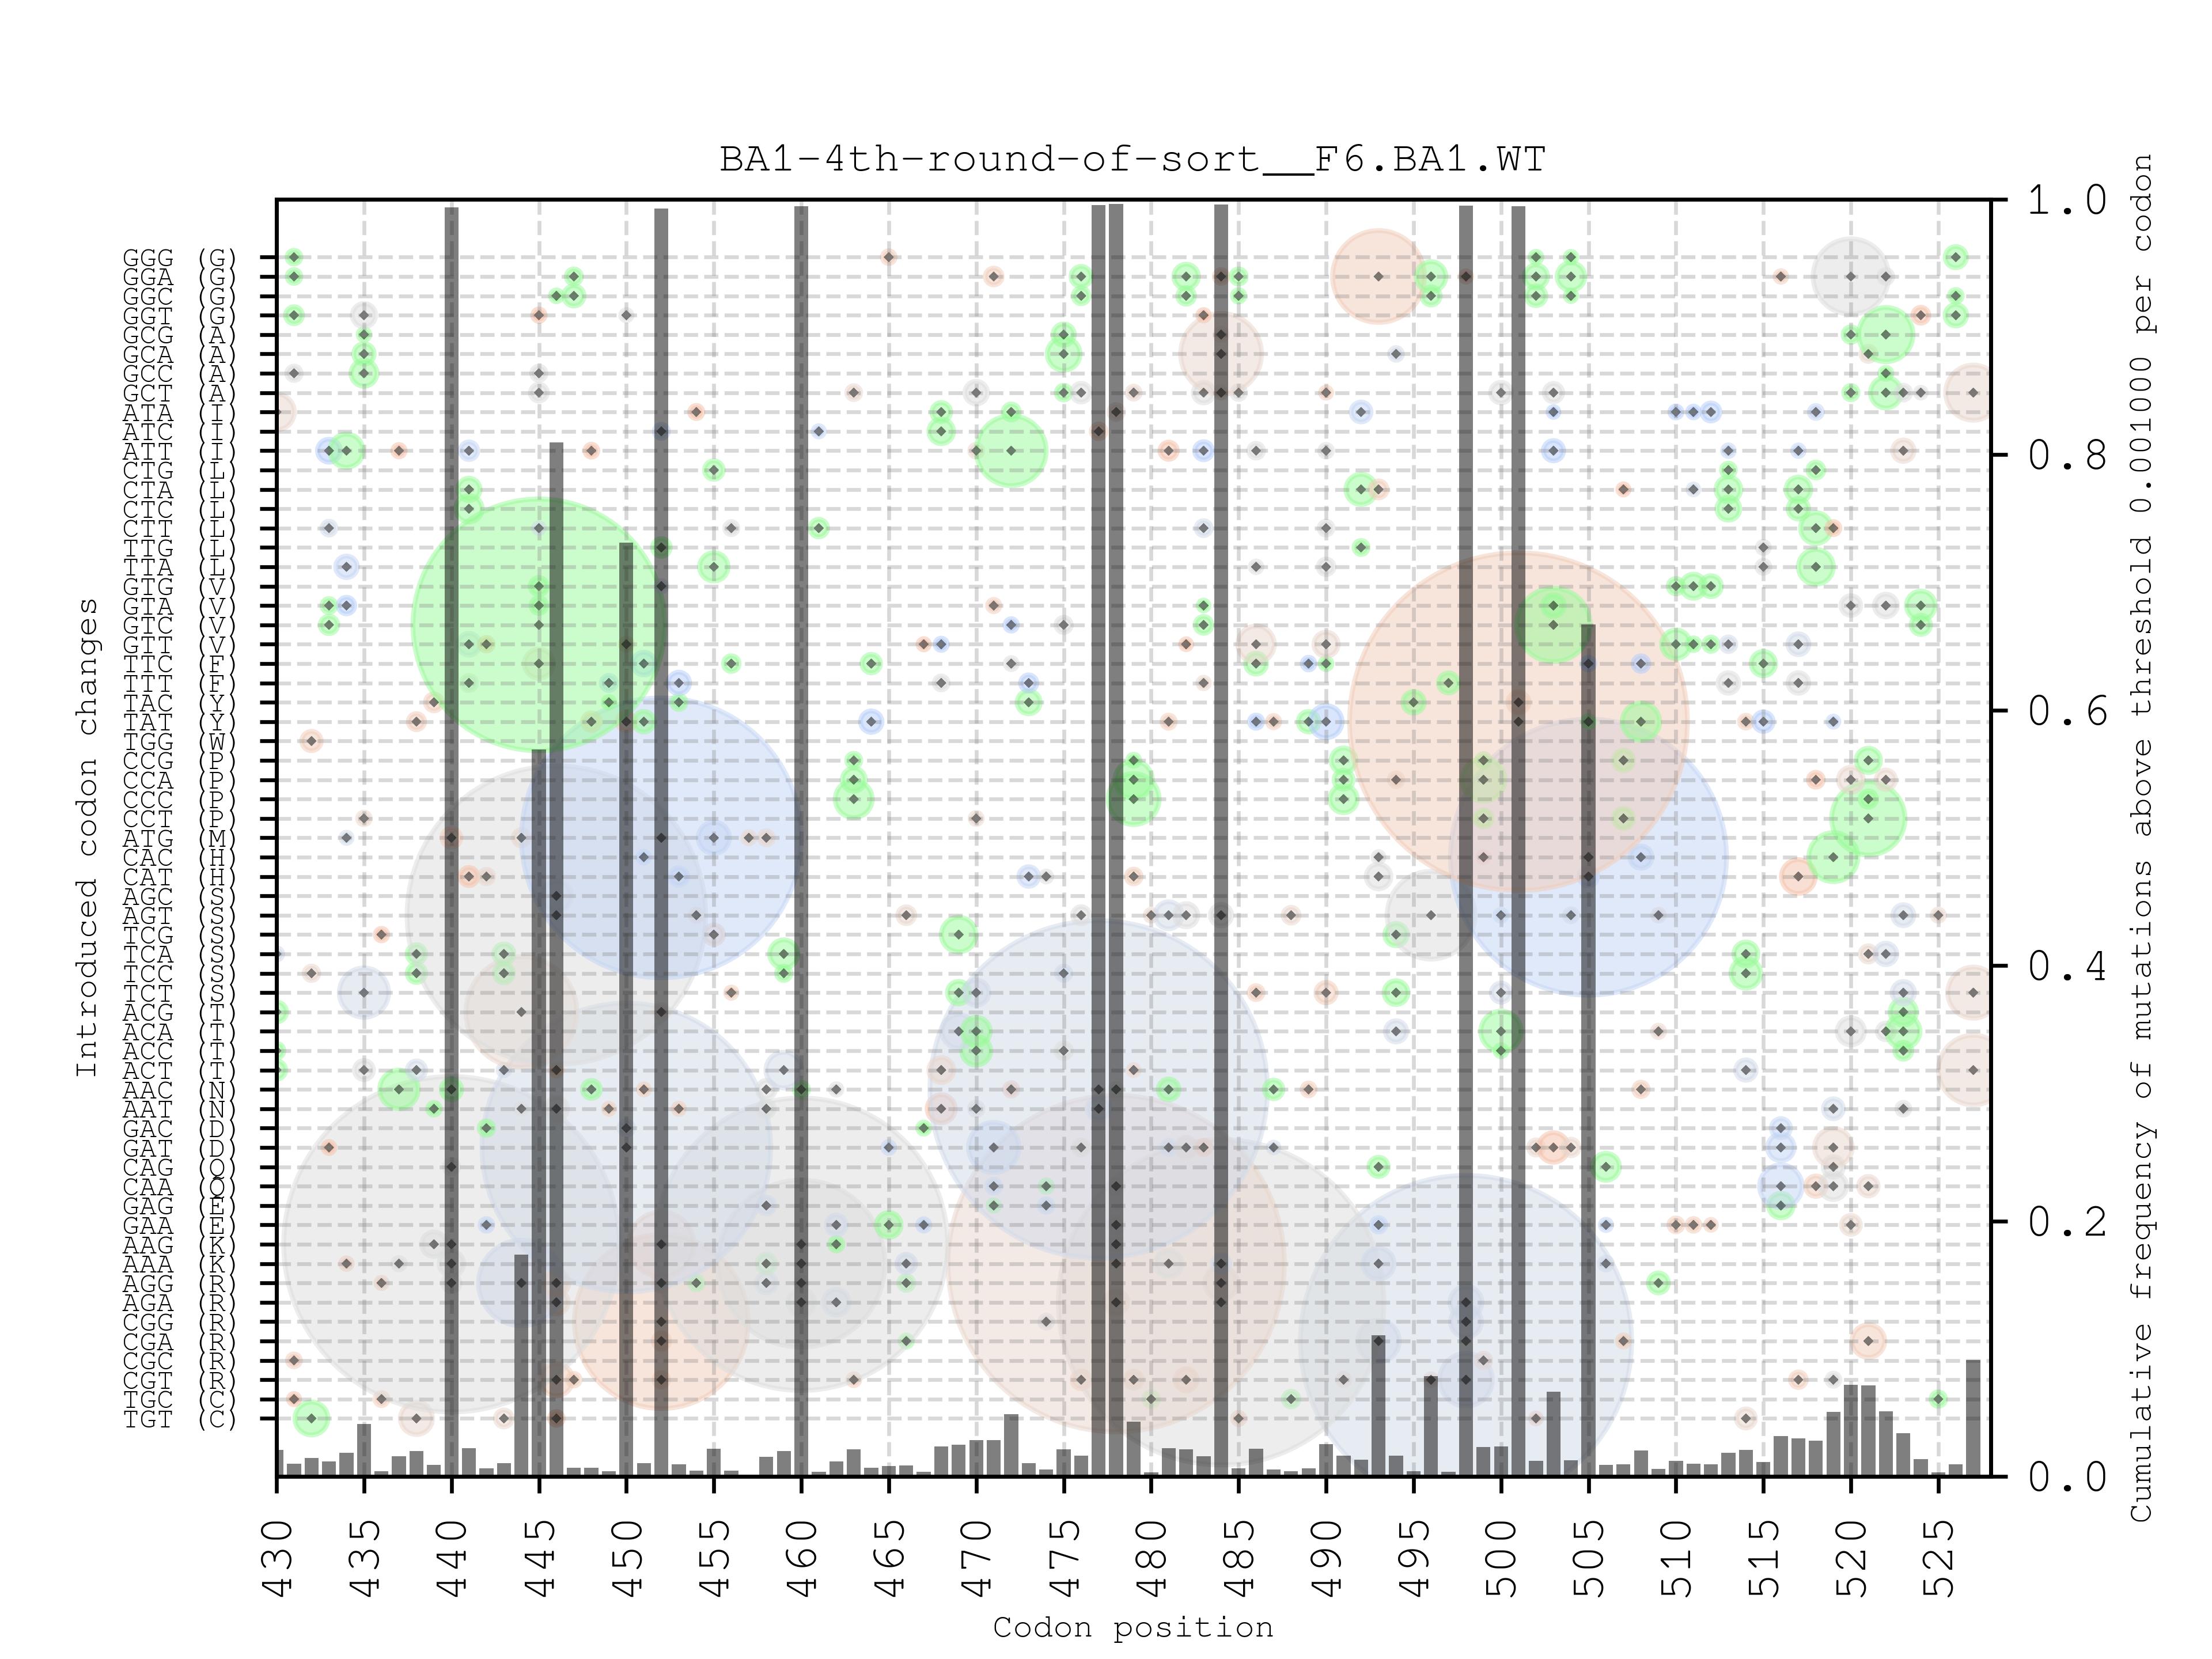 BA1-4th-round-of-sort__F6.BA1.WT
Introduced codon changes
GGG (G)
GGA (G)
GGC (G)
GGT (G)
GCG (A)
GCA (A)
GCC (A)
GCT (A)
ATA (I)
ATC (I)
ATT (I)
CTG (L)
CTA (L)
CTC (L)
CTT (L)
TTG (L)
TTA (L)
GTG (V)
GTA (V)
GTC (V)
GTT (V)
TTC (F)
TTT (F)
TAC (Y)
TAT (Y)
TGG (W)
CCG (P)
CCA (P)
CCC (P)
CCT (P)
ATG (M)
CAC (H)
CAT (H)
AGC (S)
AGT (S)
TCG (S)
TCA (S)
TCC (S)
TCT (S)
ACG (T)
ACA (T)
ACC (T)
ACT (T)
AAC (N)
AAT (N)
GAC (D)
GAT (D)
CAG (Q)
CAA (Q)
GAG (E)
GAA (E)
AAG (K)
AAA (K)
AGG (R)
AGA (R)
CGG (R)
CGA (R)
CGC (R)
CGT (R)
TGC (C)
TGT (C)
1.0
0.8
0.6
0.4
0.2
0.0
Cumulative frequency of mutations above threshold 0.001000 per codon
430 435 440 445 450 455 460 465 470 475 480 485 490 495 500 505 510 515 520 525
Codon position